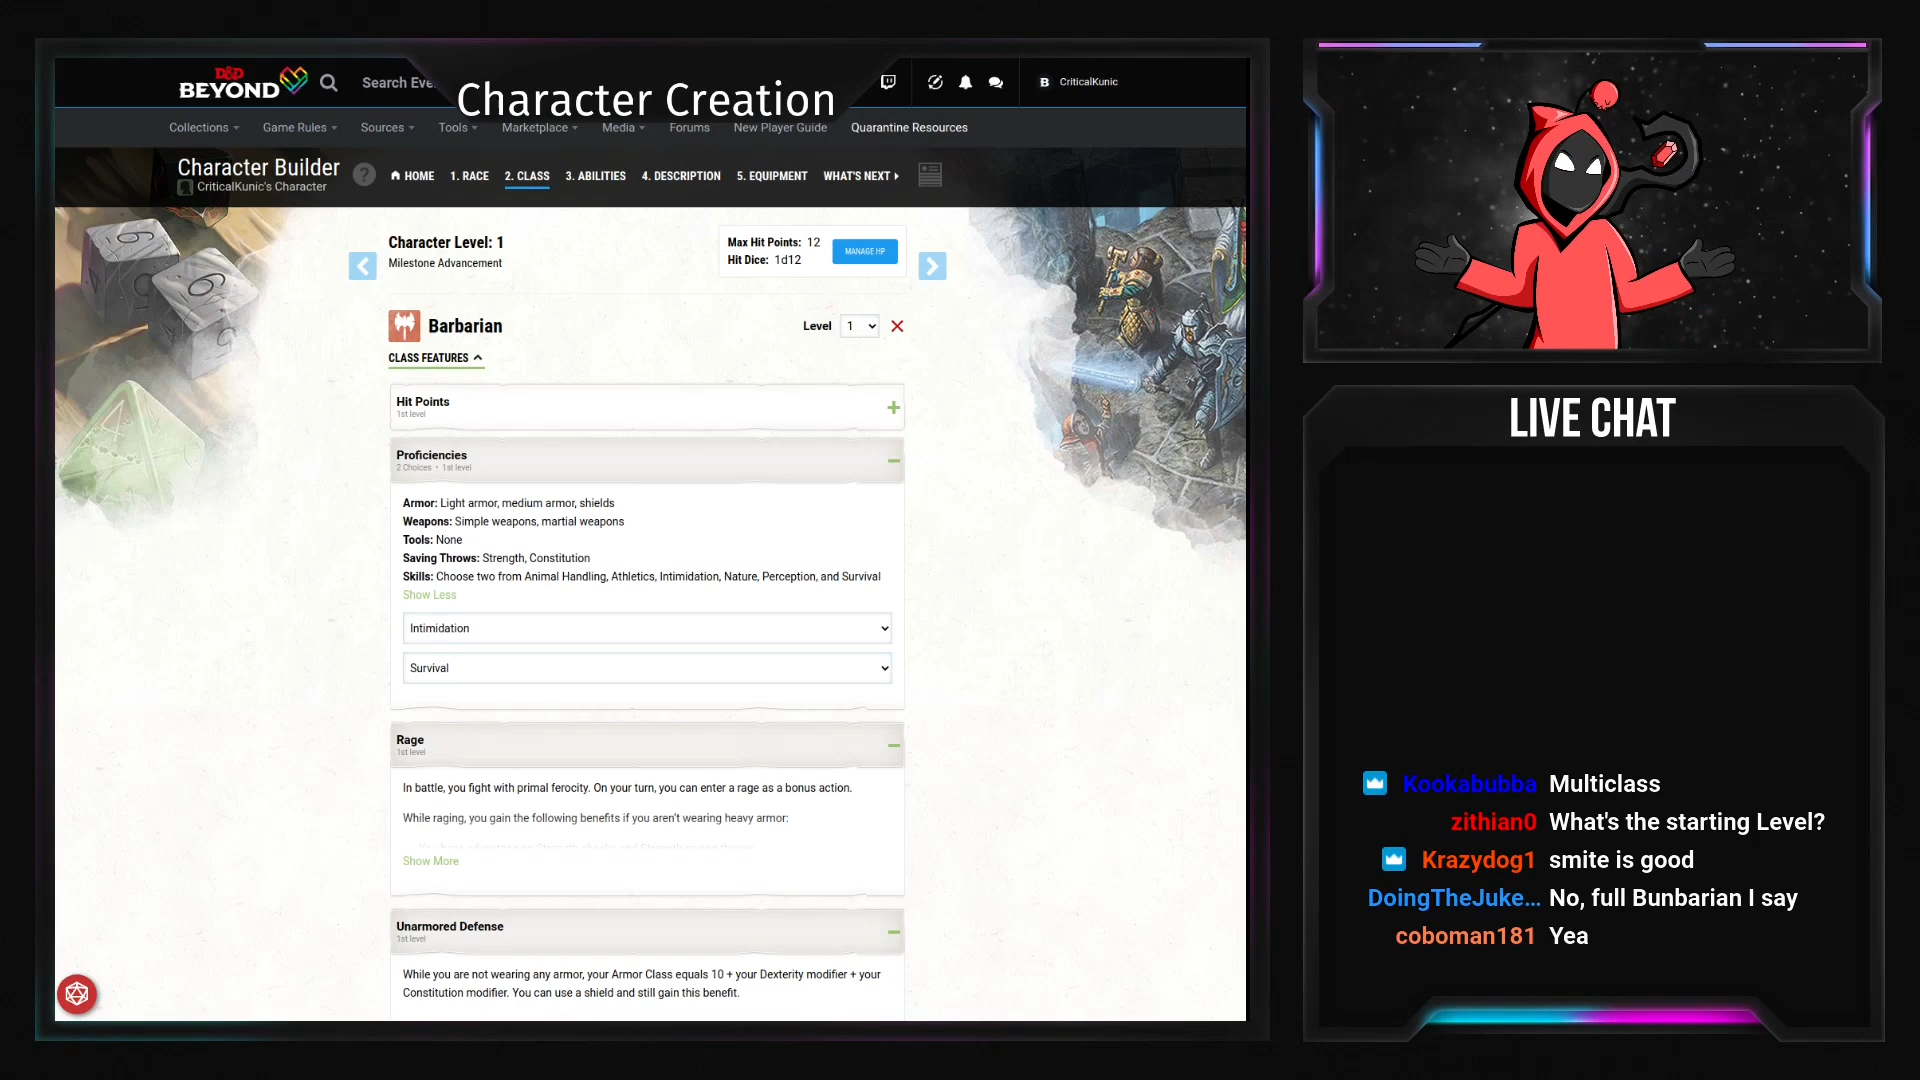 D&D
BEYOND
Search Eve
Character Creation
B CriticalKunic
Collections
Game Rules
Sources
Tools
Marketplace
Media
Forums
New Player Guide
Quarantine Resources
Character Builder
CriticalKunic's Character
?
HOME
1. RACE
2. CLASS
3. ABILITIES
4. DESCRIPTION
5. EQUIPMENT
WHAT'S NEXT
Character Level: 1
Milestone Advancement
Max Hit Points: 12
Hit Dice: 1d12
MANAGE HP
Barbarian
Level 1
CLASS FEATURES
Hit Points
1st level
Proficiencies
2 Choices • 1st level
Armor: Light armor, medium armor, shields
Weapons: Simple weapons, martial weapons
Tools: None
Saving Throws: Strength, Constitution
Skills: Choose two from Animal Handling, Athletics, Intimidation, Nature, Perception, and Survival
Show Less
Intimidation
Survival
Rage
1st level
In battle, you fight with primal ferocity. On your turn, you can enter a rage as a bonus action.
While raging, you gain the following benefits if you aren't wearing heavy armor:
Show More
Unarmored Defense
1st level
While you are not wearing any armor, your Armor Class equals 10 + your Dexterity modifier + your
Constitution modifier. You can use a shield and still gain this benefit.
LIVE CHAT
Kookabubba Multiclass
zithian0 What's the starting Level?
Krazydog1 smite is good
DoingTheJuke... No, full Bunbarian I say
coboman181 Yea